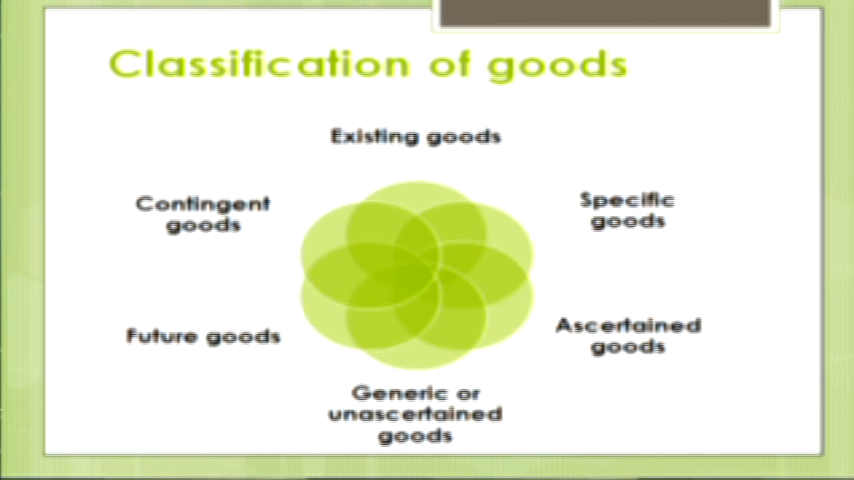 Classification of goods
Existing goods
Contingent
goods
Specific
goods
Future goods
Ascertained
goods
Generic or
unascertained
goods